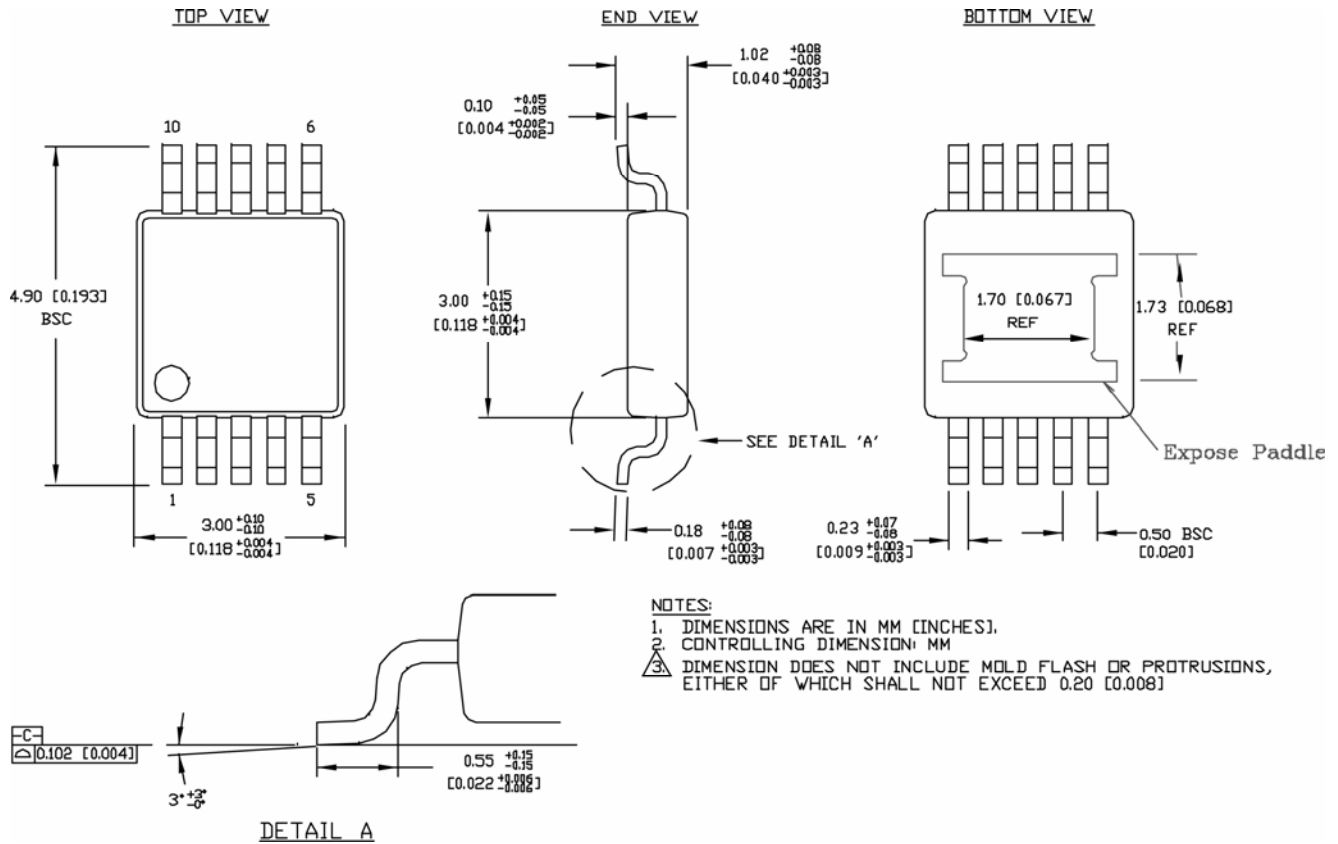 TOP VIEW
END VIEW
BOTTOM VIEW
1.02 +0.08 -0.08
[0.040 +0.003 -0.003]
0.10 +0.05 -0.05
[0.004 +0.002 -0.002]
10
6
4.90 [0.193]
BSC
3.00 +0.15 -0.15
[0.118 +0.004 -0.004]
1.70 [0.067]
REF
1.73 [0.068]
REF
SEE DETAIL 'A'
Expose Paddle
1
5
3.00 +0.10 -0.10
[0.118 +0.004 -0.004]
0.18 +0.08 -0.08
[0.007 +0.003 -0.003]
0.23 +0.07 -0.08
[0.009 +0.003 -0.003]
0.50 BSC
[0.020]
NOTES:
1. DIMENSIONS ARE IN MM [INCHES].
2. CONTROLLING DIMENSION: MM
3. DIMENSION DOES NOT INCLUDE MOLD FLASH OR PROTRUSIONS,
EITHER OF WHICH SHALL NOT EXCEED 0.20 [0.008]
-C-
0.102 [0.004]
3° +3° -0°
0.55 +0.15 -0.15
[0.022 +0.006 -0.006]
DETAIL A